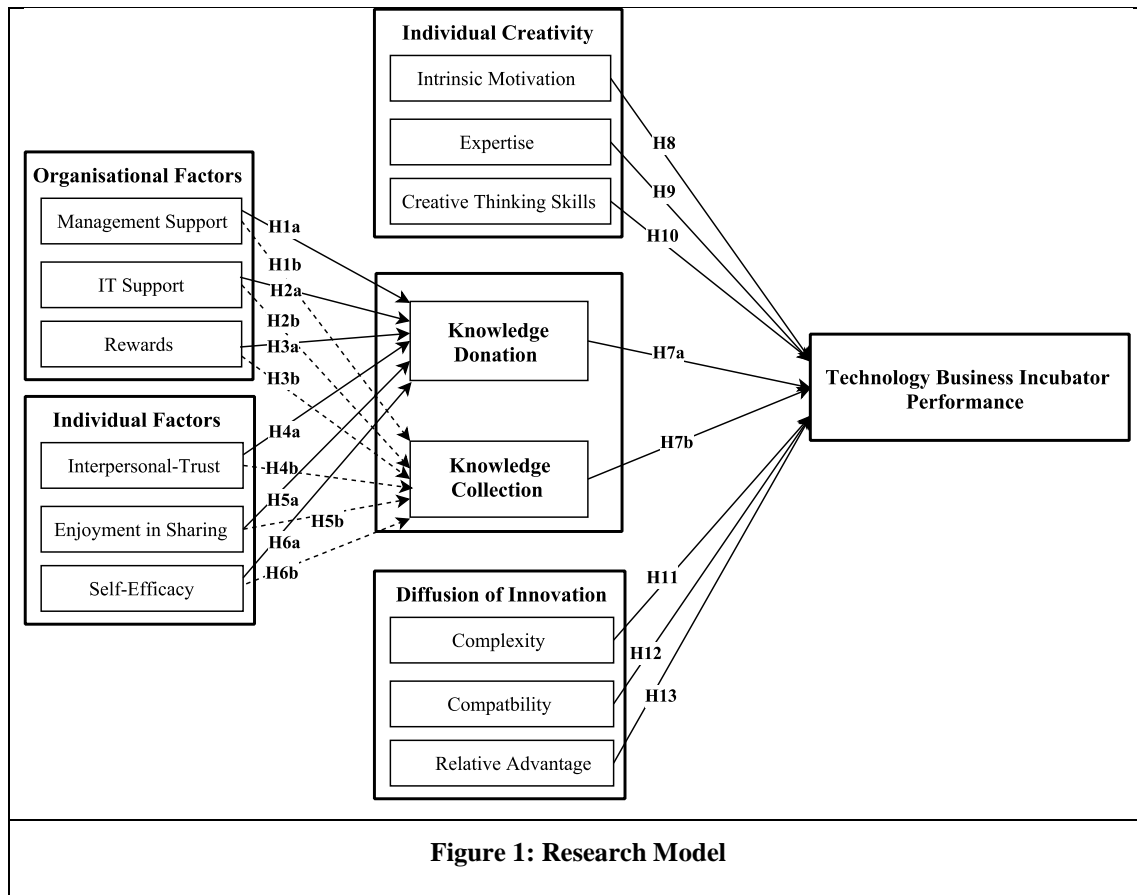 Individual Creativity
Intrinsic Motivation
Expertise
Creative Thinking Skills
H8
H9
H10
Organisational Factors
Management Support
IT Support
Rewards
H1a
H1b
H2a
H2b
H3a
H3b
Individual Factors
Interpersonal-Trust
Enjoyment in Sharing
Self-Efficacy
H4a
H4b
H5a
H5b
H6a
H6b
Knowledge
Donation
Knowledge
Collection
H7a
H7b
Technology Business Incubator
Performance
Diffusion of Innovation
Complexity
Compatbility
Relative Advantage
H11
H12
H13
Figure 1: Research Model